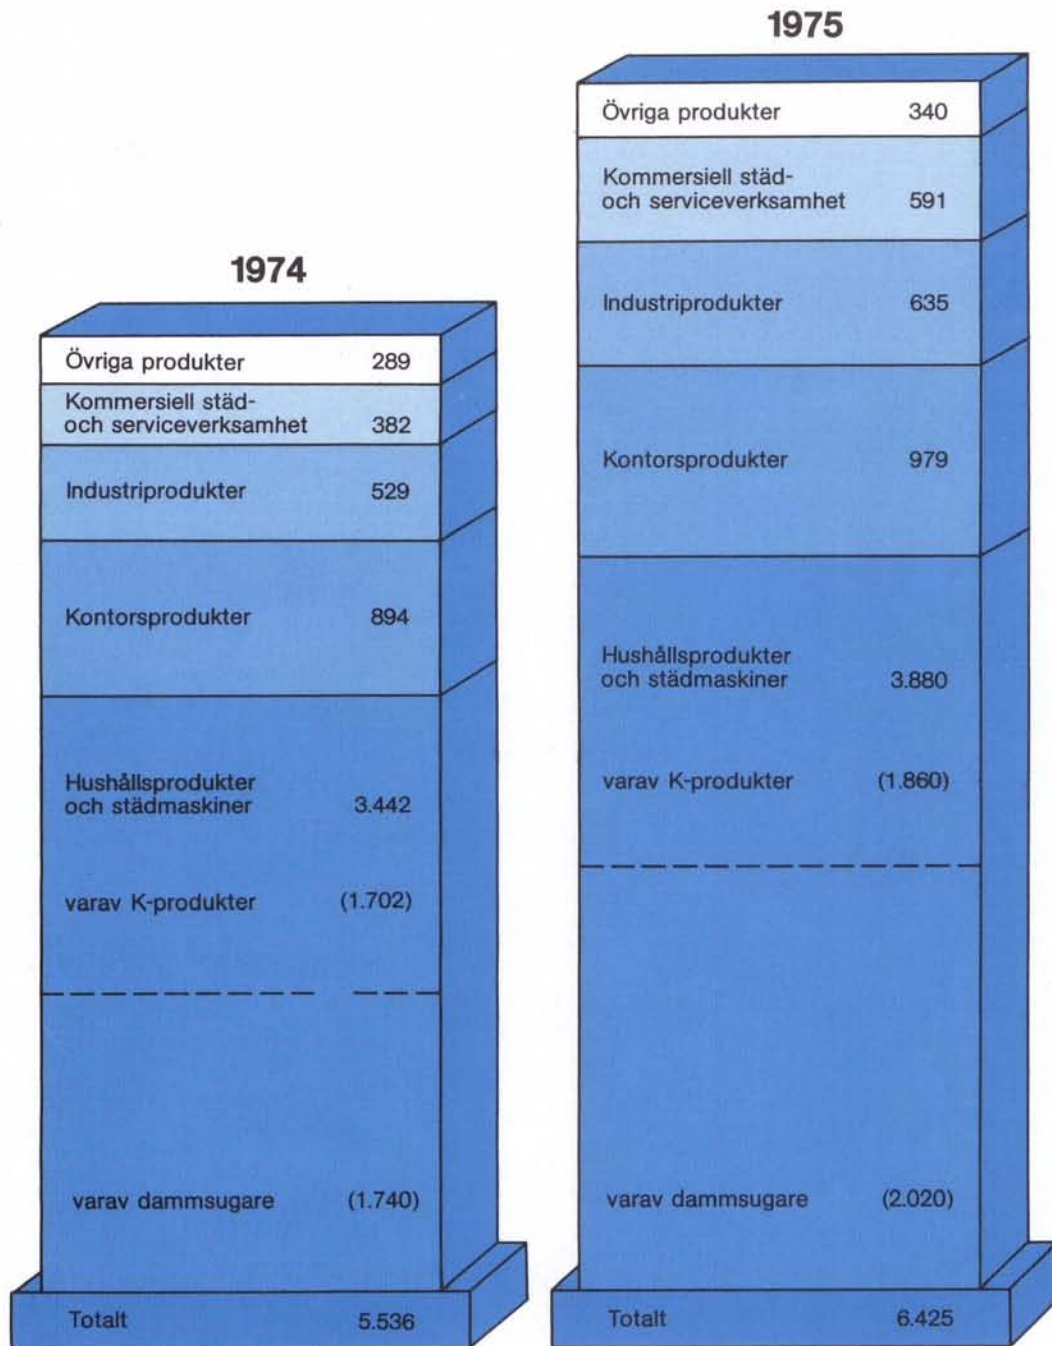 1974
Övriga produkter 289
Kommersiell städ-
och serviceverksamhet 382
Industriprodukter 529
Kontorsprodukter 894
Hushållsprodukter
och städmaskiner 3.442
varav K-produkter (1.702)
varav dammsugare (1.740)
Totalt 5.536
1975
Övriga produkter 340
Kommersiell städ-
och serviceverksamhet 591
Industriprodukter 635
Kontorsprodukter 979
Hushållsprodukter
och städmaskiner 3.880
varav K-produkter (1.860)
varav dammsugare (2.020)
Totalt 6.425